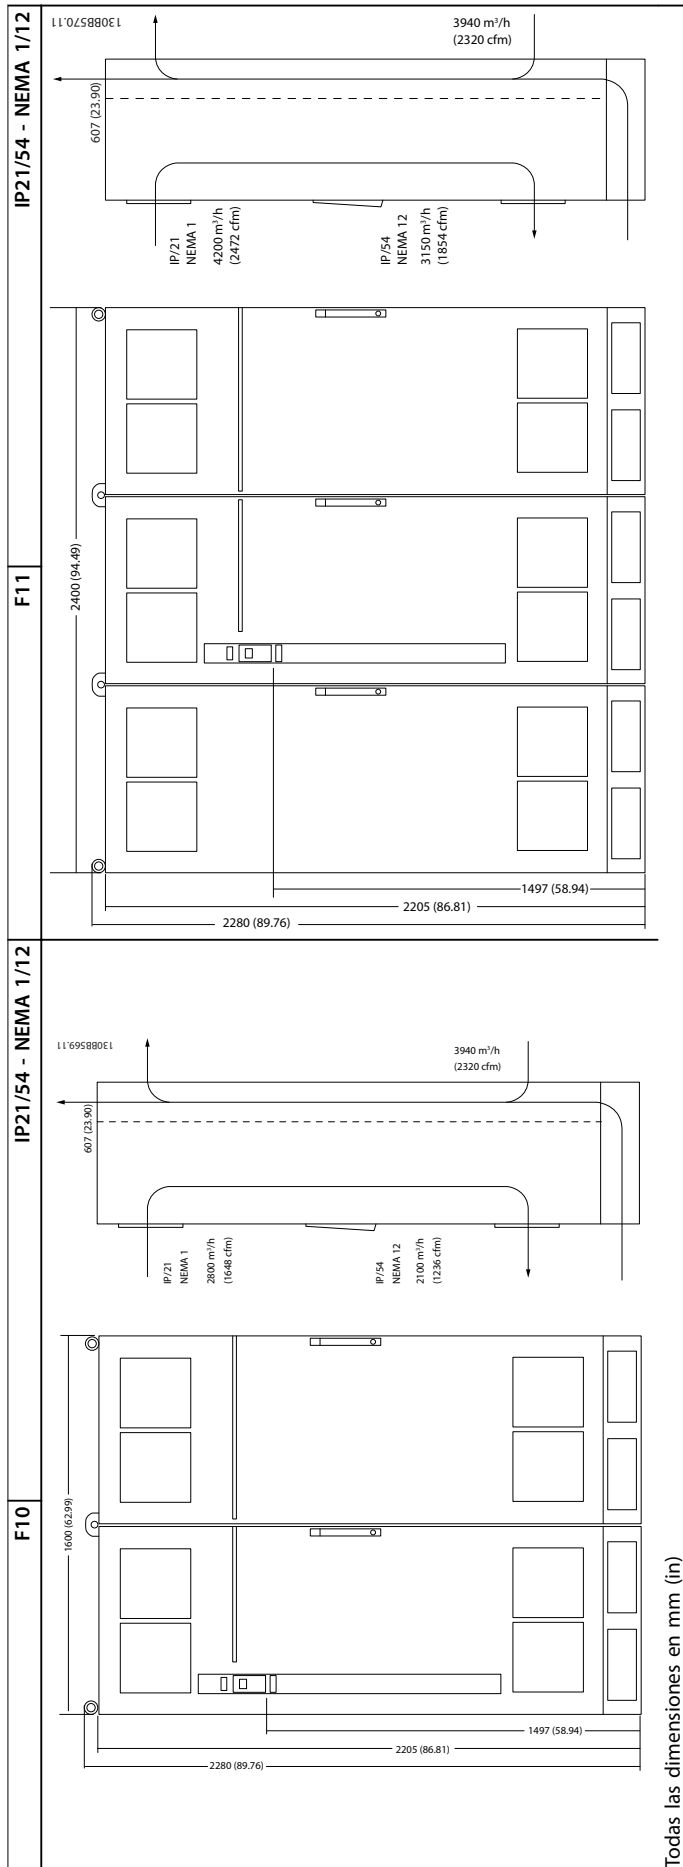 F10
IP21/54 - NEMA 1/12
F11
IP21/54 - NEMA 1/12
130BB569.11
607 (23.90)
3940 m³/h
(2320 cfm)
IP/21
NEMA 1
2800 m³/h
(1648 cfm)
IP/54
NEMA 12
2100 m³/h
(1236 cfm)
1600 (62.99)
1497 (58.94)
2205 (86.81)
2280 (89.76)
130BB570.11
607 (23.90)
3940 m³/h
(2320 cfm)
IP/21
NEMA 1
4200 m³/h
(2472 cfm)
IP/54
NEMA 12
3150 m³/h
(1854 cfm)
2400 (94.49)
1497 (58.94)
2205 (86.81)
2280 (89.76)
Todas las dimensiones en mm (in)